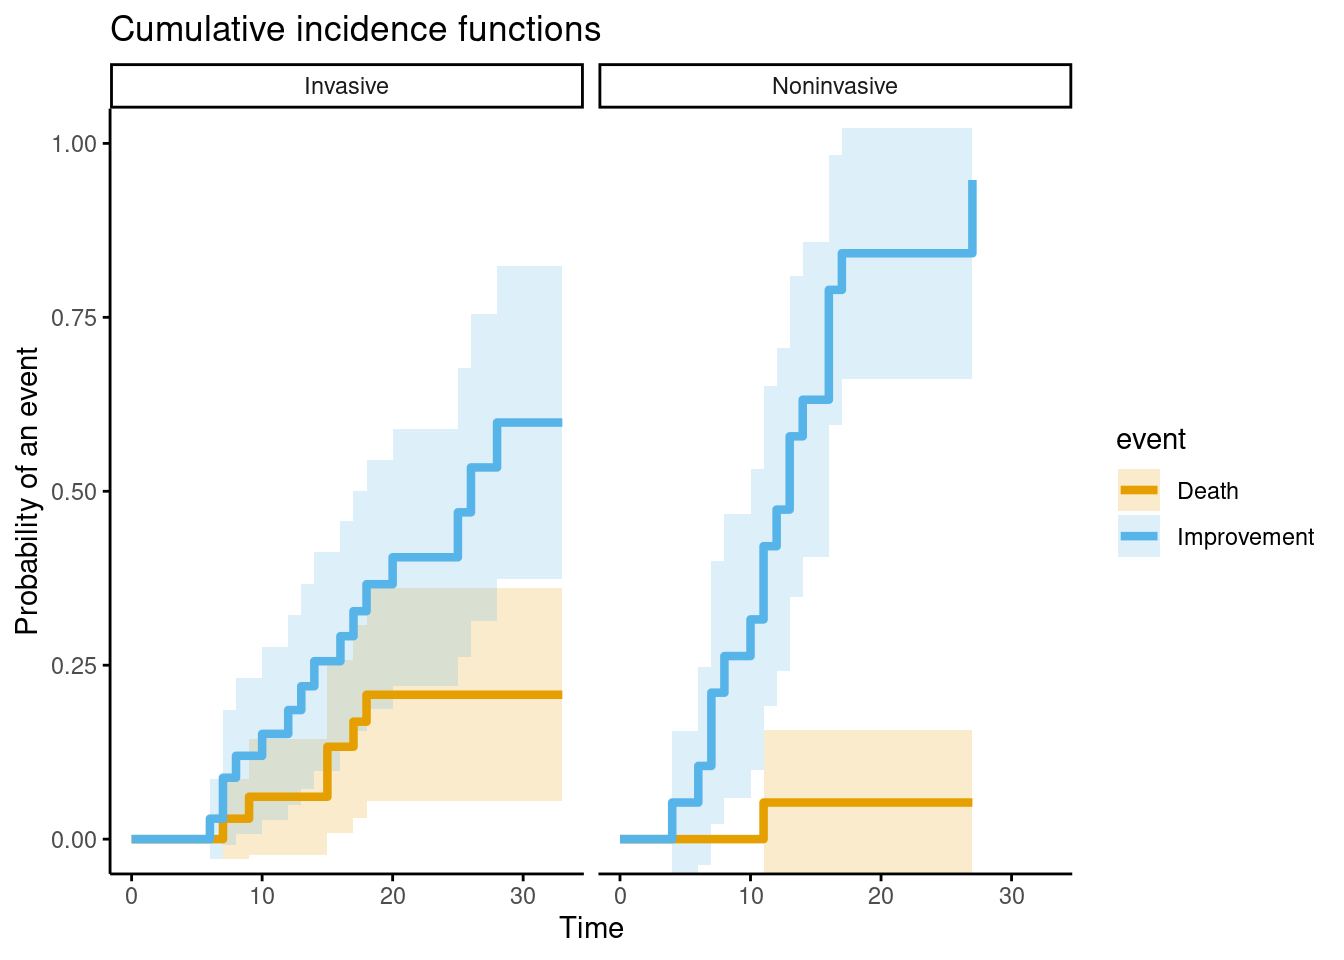 Cumulative incidence functions
Invasive
Noninvasive
1.00
0.75
0.50
0.25
0.00
Probability of an event
0 10 20 30
0 10 20 30
Time
event
Death
Improvement